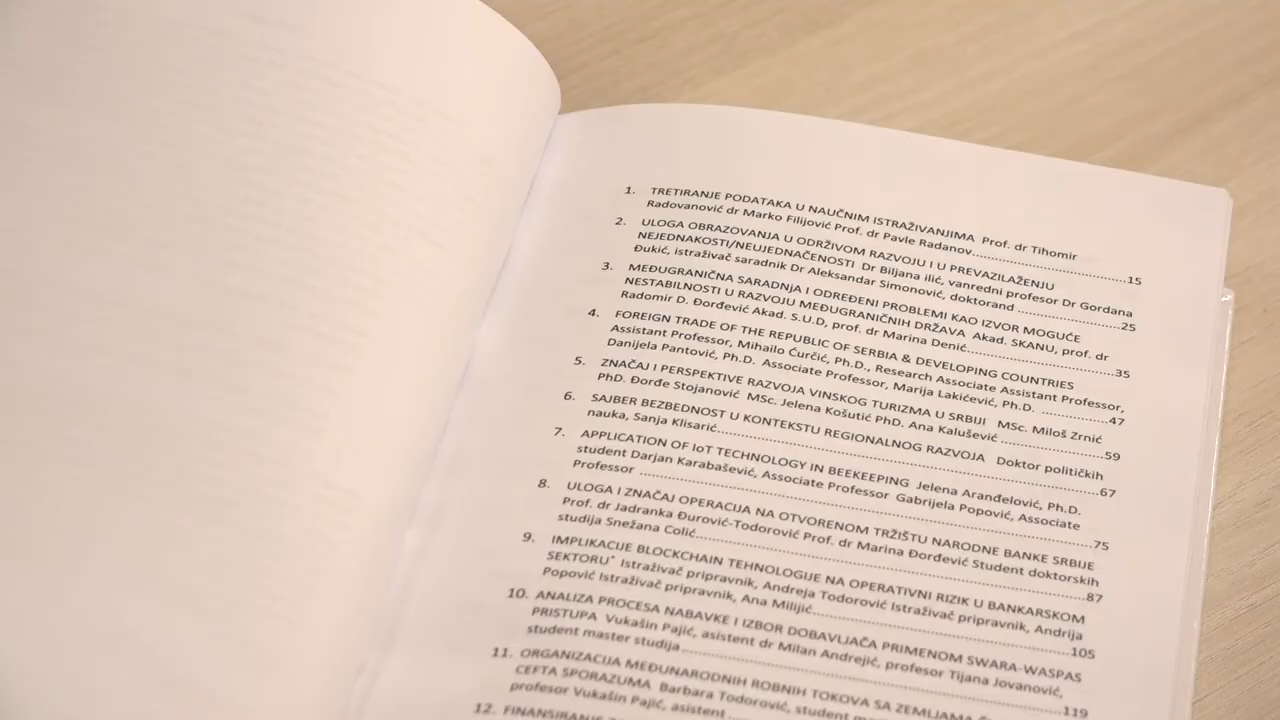 1. TRETIRANJE PODATAKA U NAUČNIM ISTRAŽIVANJIMA Prof. dr Tihomir
Radovanović dr Marko Filijović Prof. dr Pavle Radanov..........15
2. ULOGA OBRAZOVANJA U ODRŽIVOM RAZVOJU I U PREVAZILAŽENJU
NEJEDNAKOSTI/NEUJEDNAČENOSTI Dr Biljana ilić, vanredni profesor Dr Gordana
Đukić, istraživač saradnik Dr Aleksandar Simonović, doktorand ..........25
3. MEĐUGRANIČNA SARADNJA I ODREĐENI PROBLEMI KAO IZVOR MOGUĆE
NESTABILNOSTI U RAZVOJU MEĐUGRANIČNIH DRŽAVA Akad. SKANU, prof. dr
Radomir D. Đorđević Akad. S.U.D, prof. dr Marina Denić..........35
4. FOREIGN TRADE OF THE REPUBLIC OF SERBIA & DEVELOPING COUNTRIES
Assistant Professor, Mihailo Ćurčić, Ph.D., Research Associate Assistant Professor,
Danijela Pantović, Ph.D. Associate Professor, Marija Lakićević, Ph.D. ..........47
5. ZNAČAJ I PERSPEKTIVE RAZVOJA VINSKOG TURIZMA U SRBIJI MSc. Miloš Zrnić
PhD. Đorđe Stojanović MSc. Jelena Košutić PhD. Ana Kalušević ..........59
6. SAJBER BEZBEDNOST U KONTEKSTU REGIONALNOG RAZVOJA Doktor političkih
nauka, Sanja Klisarić..........67
7. APPLICATION OF IoT TECHNOLOGY IN BEEKEEPING Jelena Aranđelović, Ph.D.
student Darjan Karabašević, Associate Professor Gabrijela Popović, Associate
Professor ..........75
8. ULOGA I ZNAČAJ OPERACIJA NA OTVORENOM TRŽIŠTU NARODNE BANKE SRBIJE
Prof. dr Jadranka Đurović-Todorović Prof. dr Marina Đorđević Student doktorskih
studija Snežana Colić..........87
9. IMPLIKACIJE BLOCKCHAIN TEHNOLOGIJE NA OPERATIVNI RIZIK U BANKARSKOM
SEKTORU* Istraživač pripravnik, Andreja Todorović Istraživač pripravnik, Andrija
Popović Istraživač pripravnik, Ana Milijić..........105
10. ANALIZA PROCESA NABAVKE I IZBOR DOBAVLJAČA PRIMENOM SWARA-WASPAS
PRISTUPA Vukašin Pajić, asistent dr Milan Andrejić, profesor Tijana Jovanović,
student master studija..........119
11. ORGANIZACIJA MEĐUNARODNIH ROBNIH TOKOVA SA ZEMLJAMA
CEFTA SPORAZUMA Barbara Todorović, student
profesor Vukašin Pajić, asistent..........
12. FINANSIRANJE